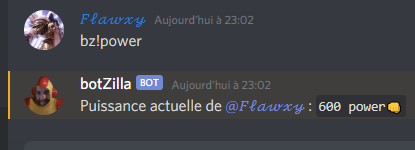 𝓕𝓵𝓪𝔀𝔁𝔂 Aujourd'hui à 23:02
bz!power
botZilla BOT Aujourd'hui à 23:02
Puissance actuelle de @𝓕𝓵𝓪𝔀𝔁𝔂 : 600 power👊